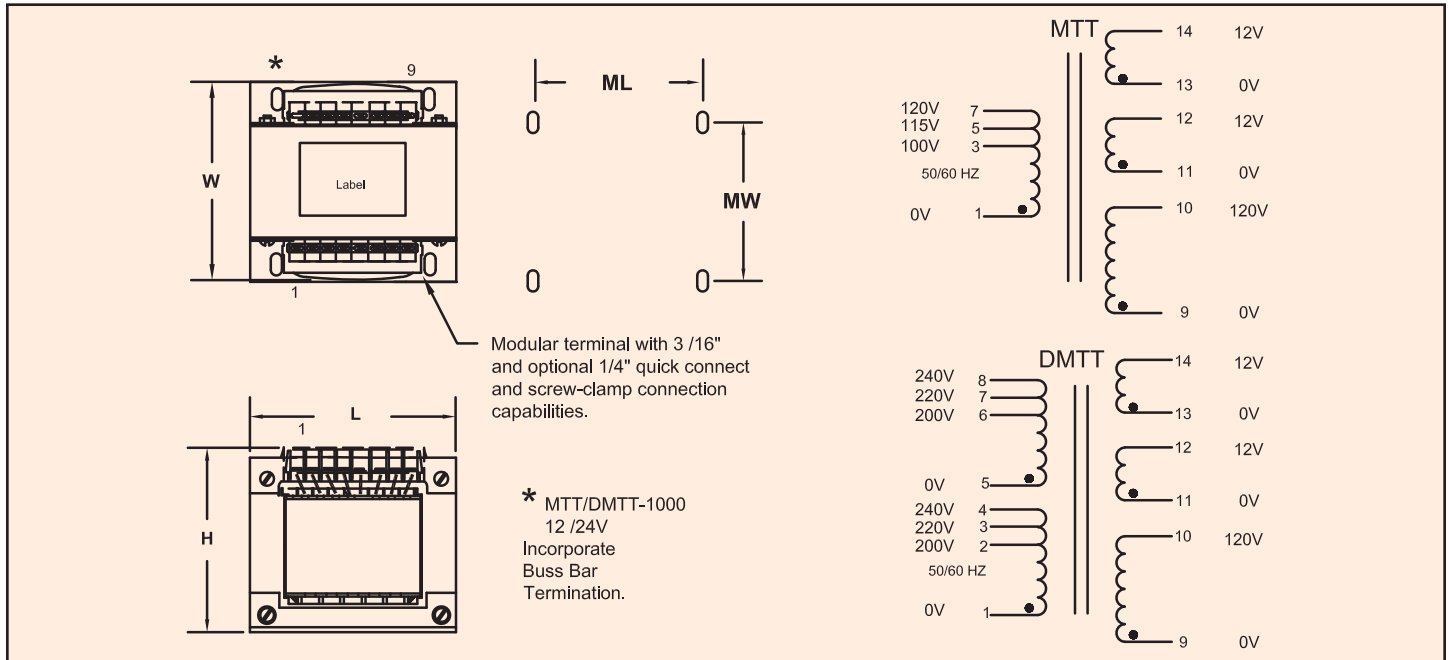 *
9
W
Label
1
ML
MW
Modular terminal with 3 /16"
and optional 1/4" quick connect
and screw-clamp connection
capabilities.
L
1
H
* MTT/DMTT-1000
12 /24V
Incorporate
Buss Bar
Termination.
MTT
120V 7
115V 5
100V 3
50/60 HZ
0V 1
14 12V
13 0V
12 12V
11 0V
10 120V
9 0V
DMTT
240V 8
220V 7
200V 6
0V 5
240V 4
220V 3
200V 2
50/60 HZ
0V 1
14 12V
13 0V
12 12V
11 0V
10 120V
9 0V